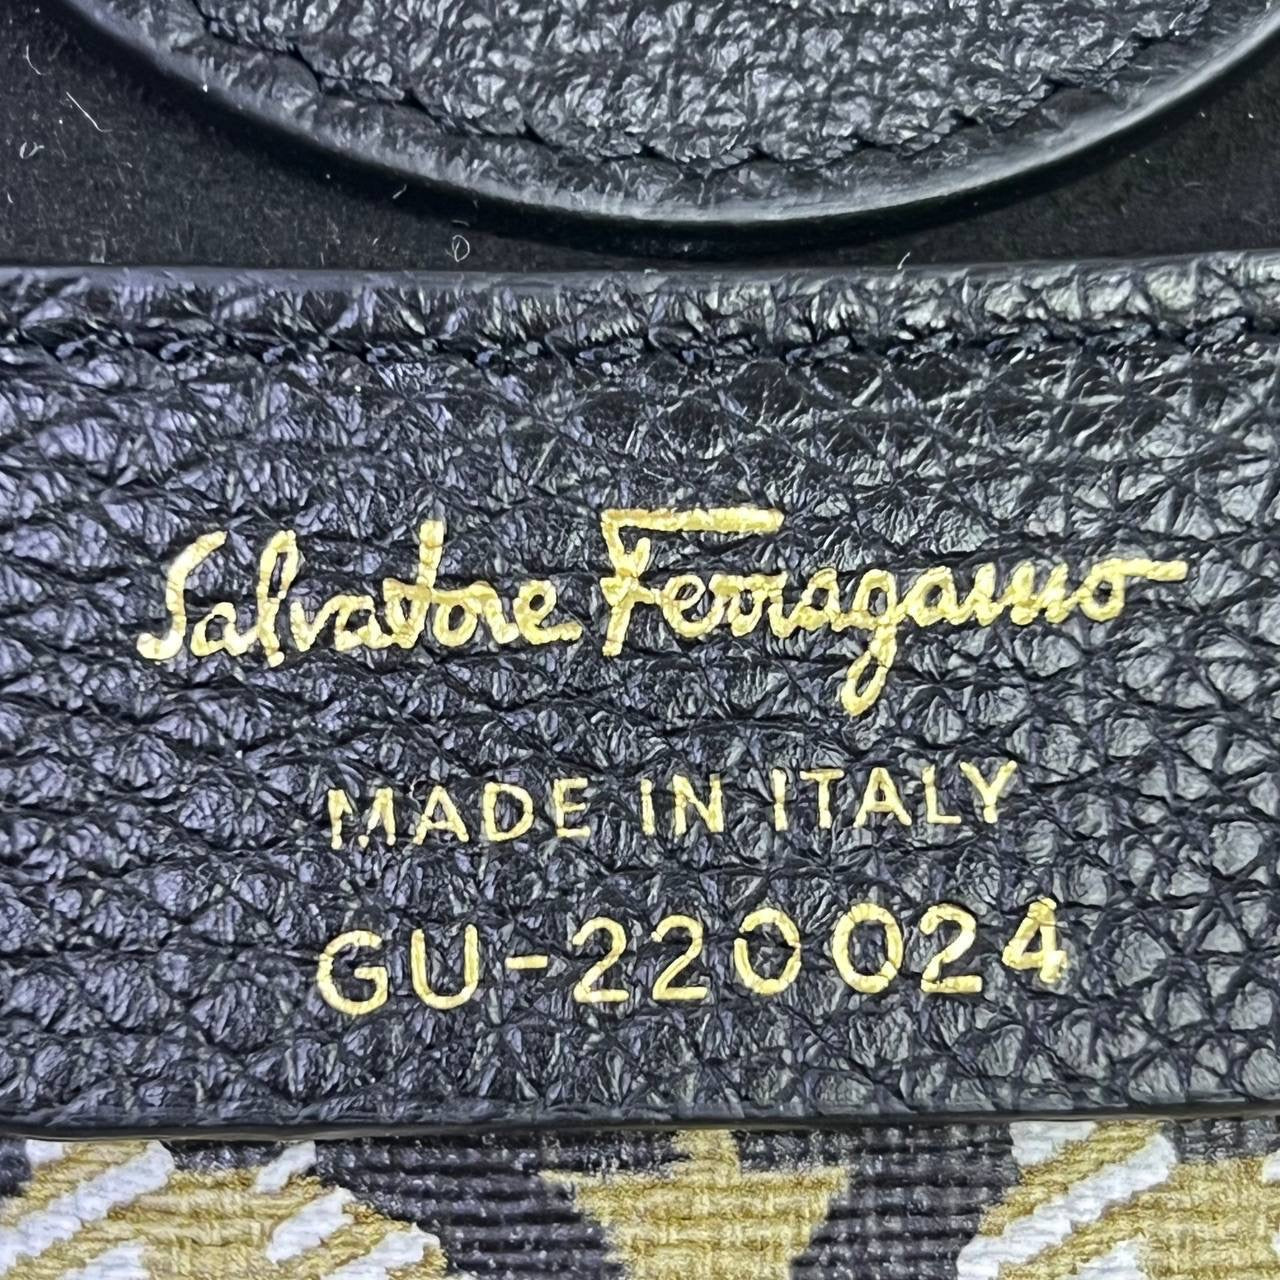 Salvatore Ferragamo
MADE IN ITALY
GU-220024